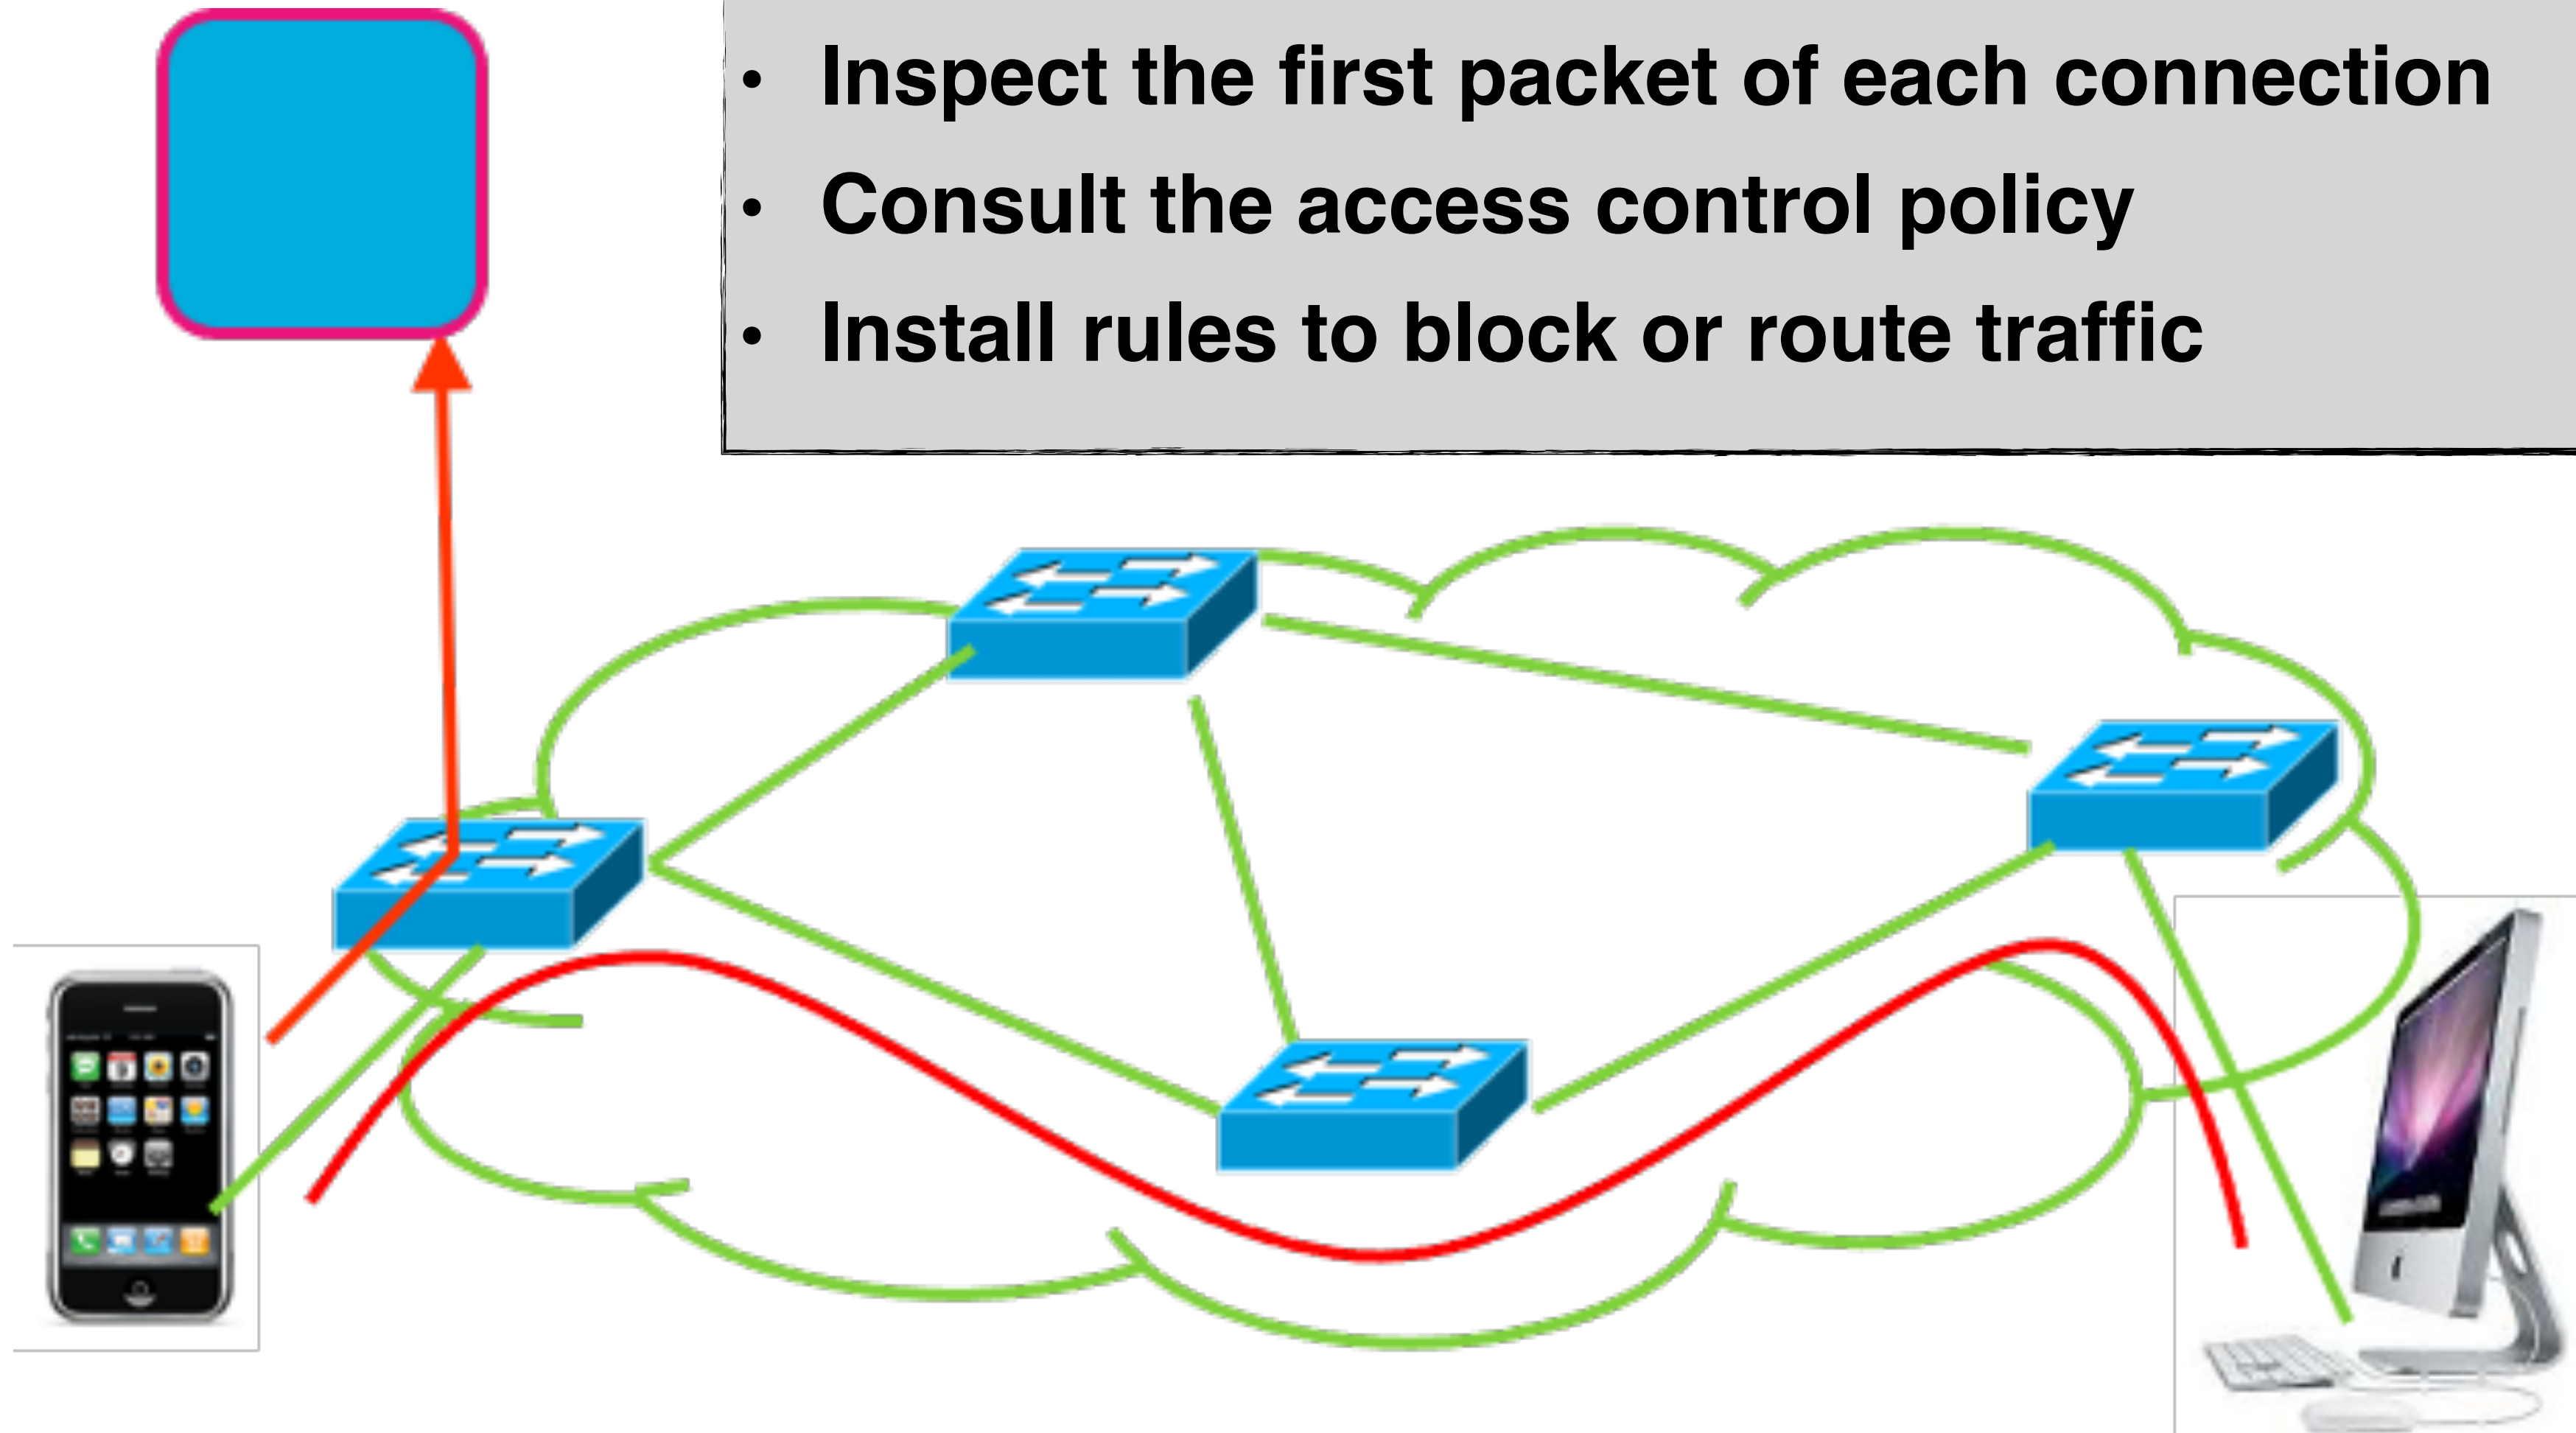 • Inspect the first packet of each connection
• Consult the access control policy
• Install rules to block or route traffic